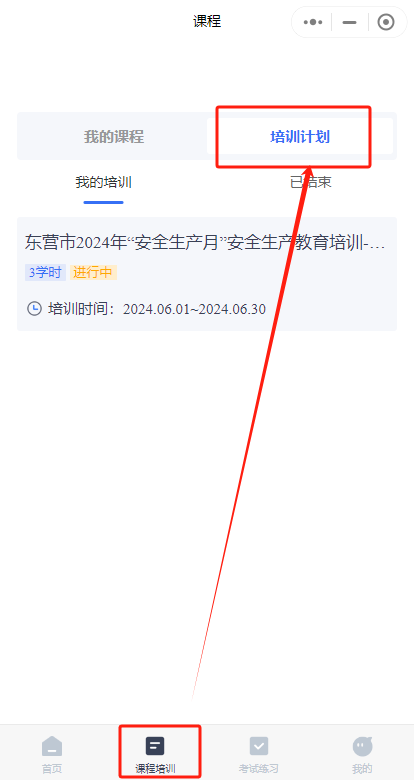 课程
我的课程 培训计划
我的培训 已结束
东营市2024年“安全生产月”安全生产教育培训-...
3学时 进行中
培训时间：2024.06.01~2024.06.30
首页 课程培训 考试练习 我的